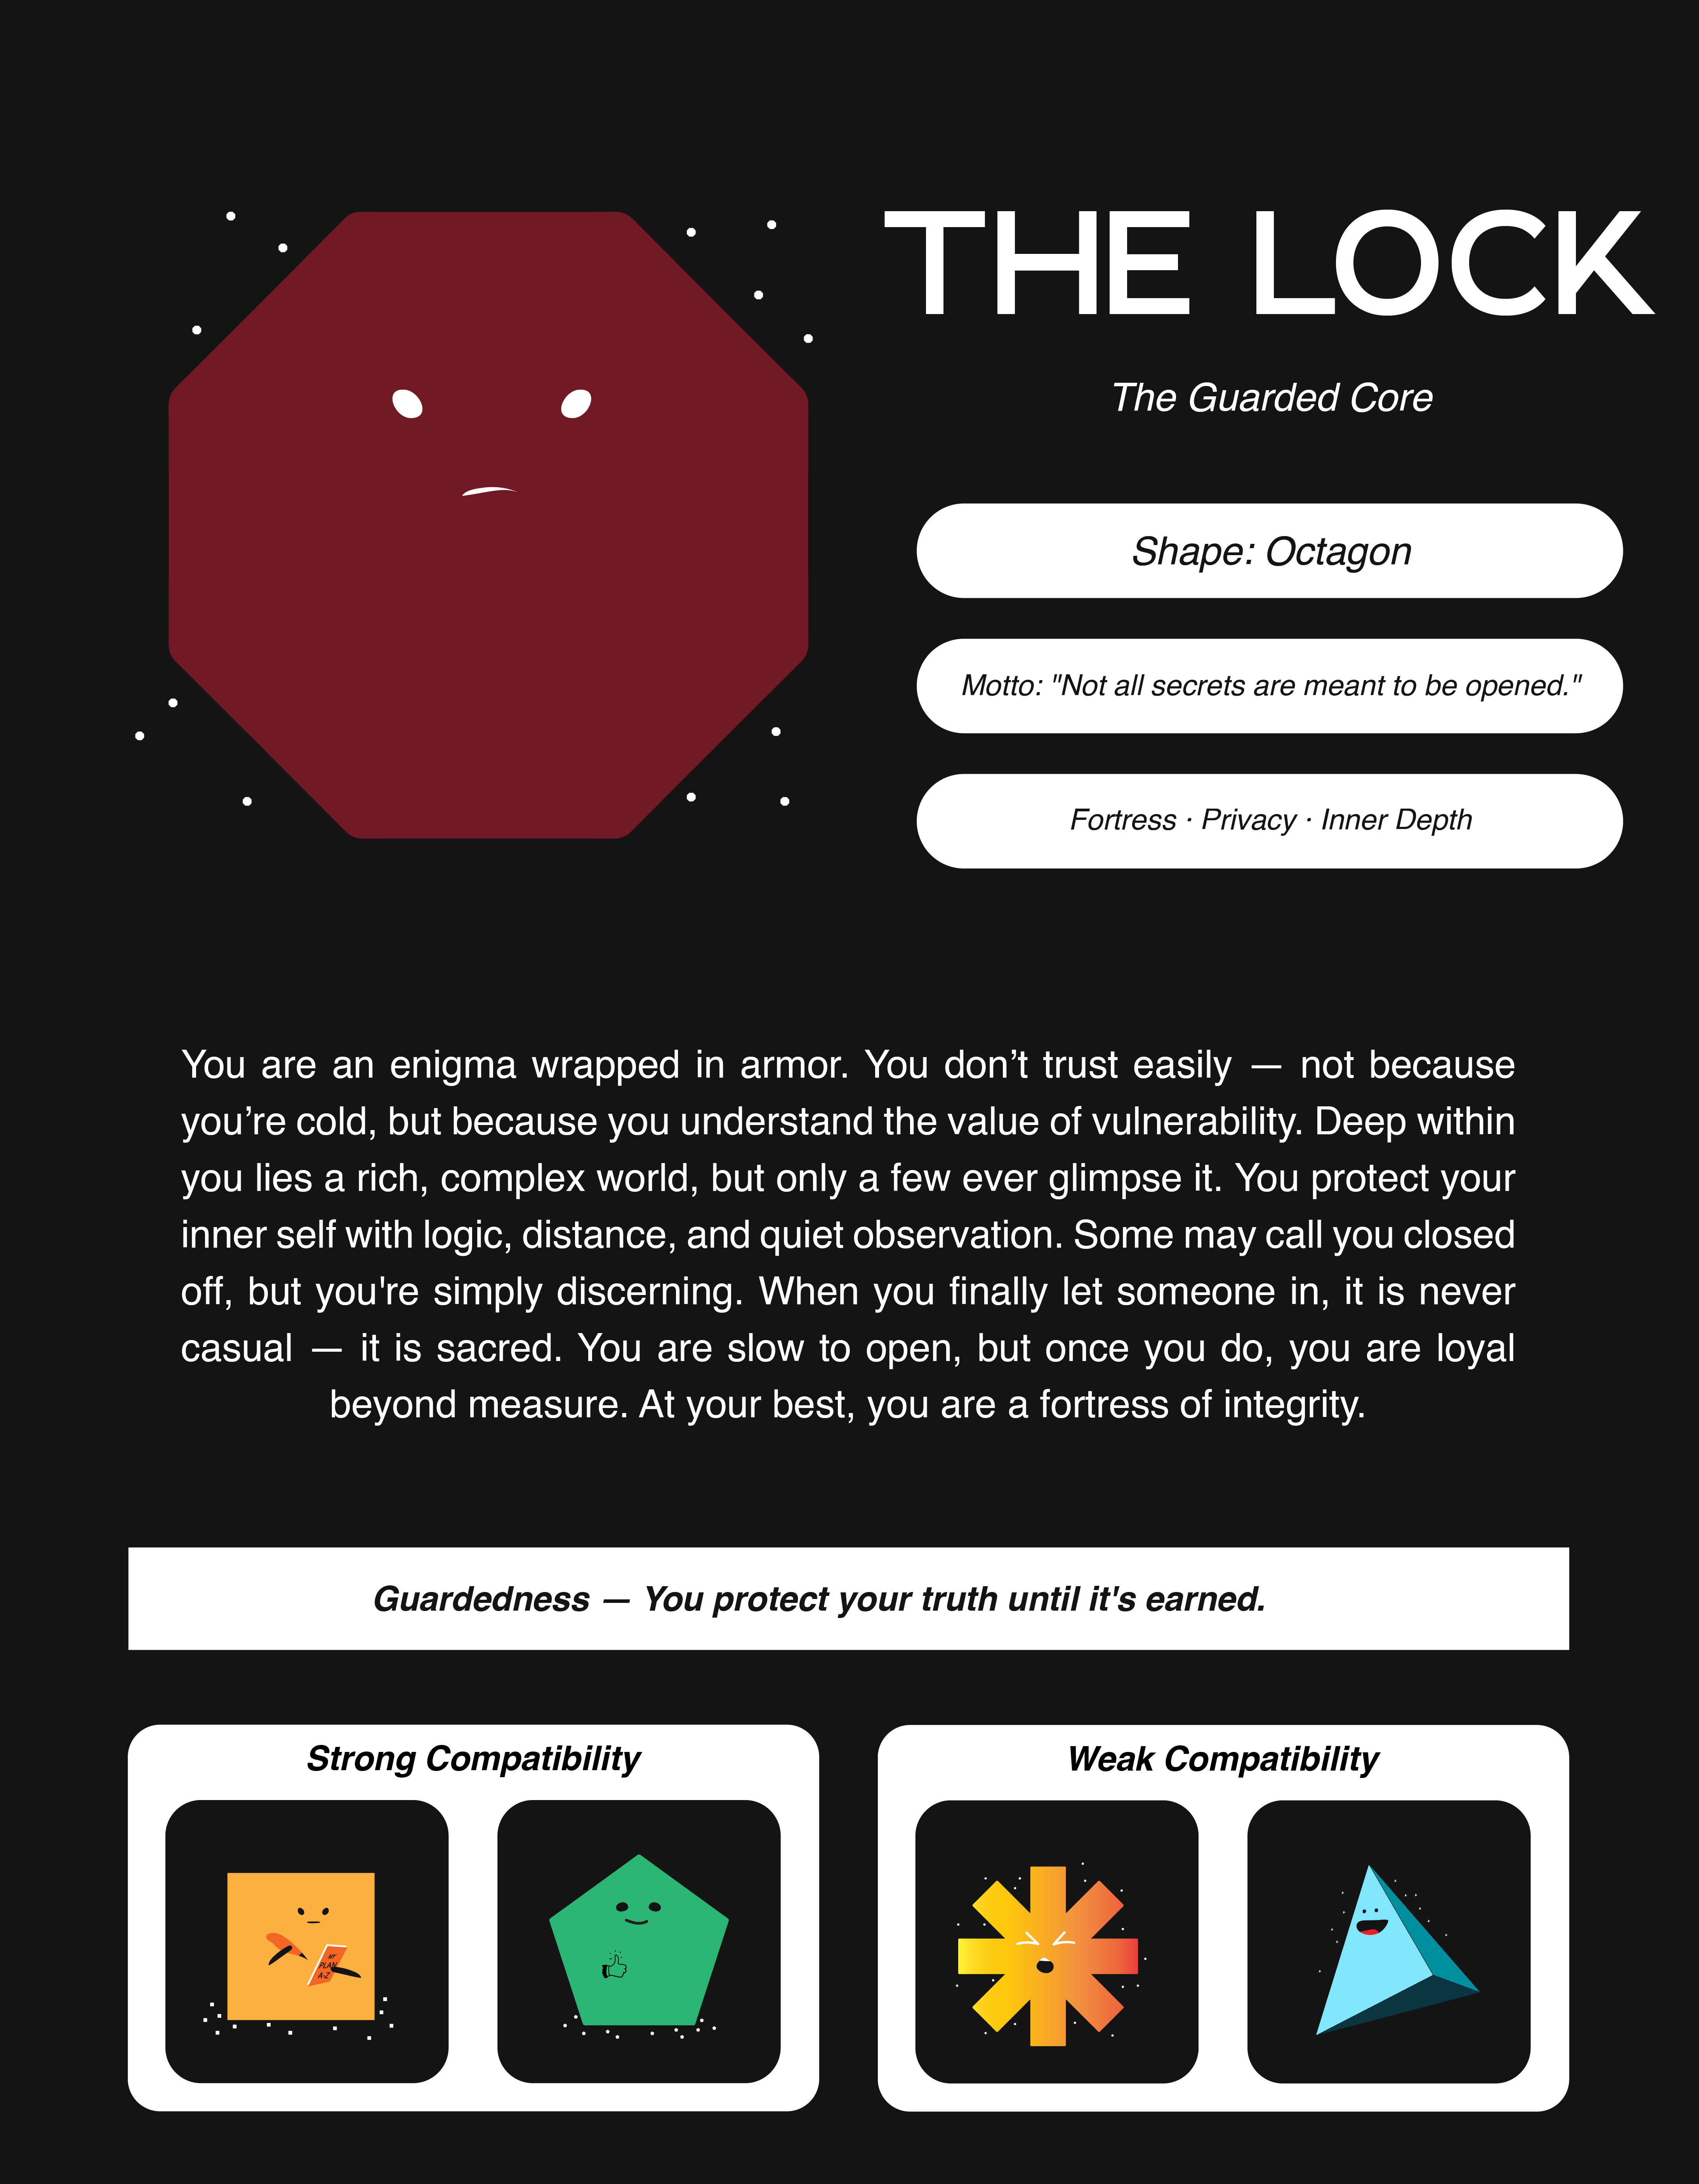 THE LOCK
The Guarded Core
Shape: Octagon
Motto: "Not all secrets are meant to be opened."
Fortress · Privacy · Inner Depth
You are an enigma wrapped in armor. You don’t trust easily — not because
you’re cold, but because you understand the value of vulnerability. Deep within
you lies a rich, complex world, but only a few ever glimpse it. You protect your
inner self with logic, distance, and quiet observation. Some may call you closed
off, but you're simply discerning. When you finally let someone in, it is never
casual — it is sacred. You are slow to open, but once you do, you are loyal
beyond measure. At your best, you are a fortress of integrity.
Guardedness — You protect your truth until it's earned.
Strong Compatibility
Weak Compatibility
MY
PLAN
A-Z